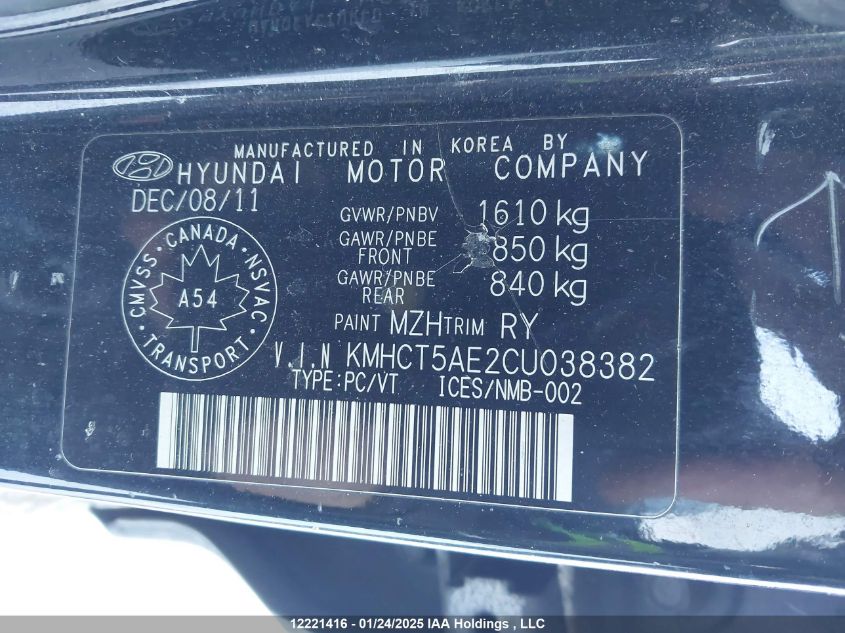 MANUFACTURED IN KOREA BY
HYUNDAI MOTOR COMPANY
DEC/08/11
GVWR/PNBV 1610 kg
GAWR/PNBE FRONT 850 kg
GAWR/PNBE REAR 840 kg
CMVSS • CANADA • NSVAC • TRANSPORT •
A54
PAINT MZH TRIM RY
V.I.N KMHCT5AE2CU038382
TYPE:PC/VT ICES/NMB-002
12221416 - 01/24/2025 IAA Holdings , LLC